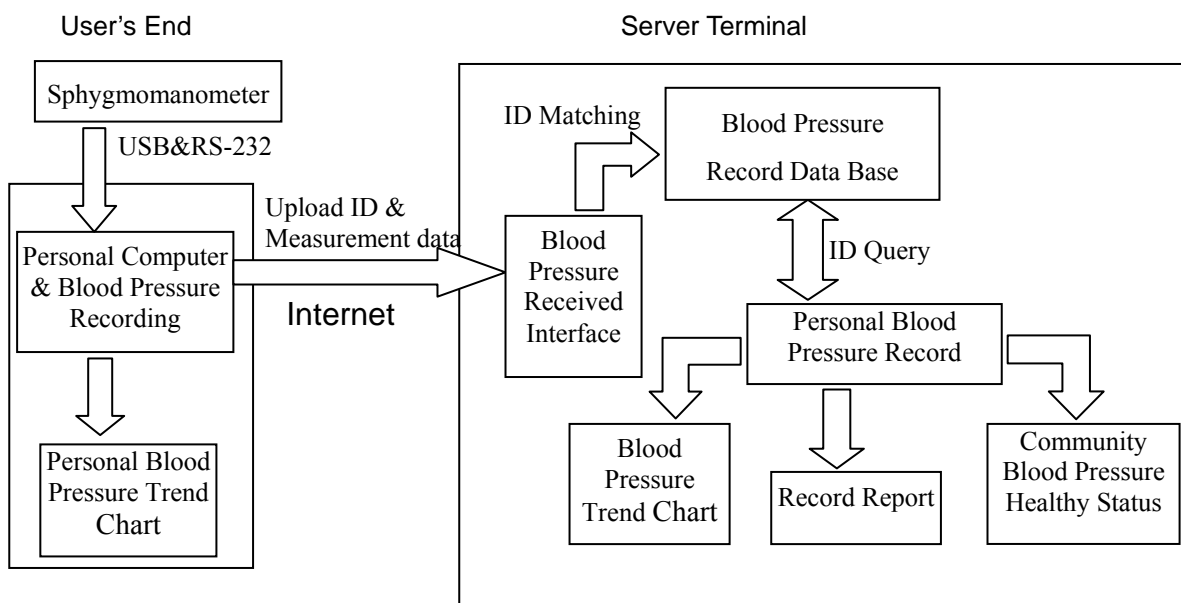 User's End
Server Terminal
Sphygmomanometer
USB&RS-232
Personal Computer
& Blood Pressure
Recording
Personal Blood
Pressure Trend
Chart
Upload ID &
Measurement data
Internet
Blood
Pressure
Received
Interface
ID Matching
Blood Pressure
Record Data Base
ID Query
Personal Blood
Pressure Record
Blood
Pressure
Trend Chart
Record Report
Community
Blood Pressure
Healthy Status